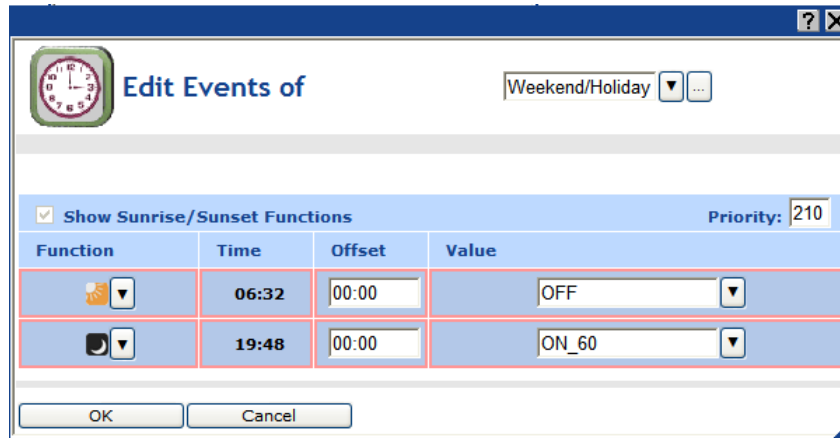 ?
Edit Events of
Weekend/Holiday
...
Show Sunrise/Sunset Functions
Priority: 210
Function Time Offset Value
06:32 00:00 OFF
19:48 00:00 ON_60
OK Cancel